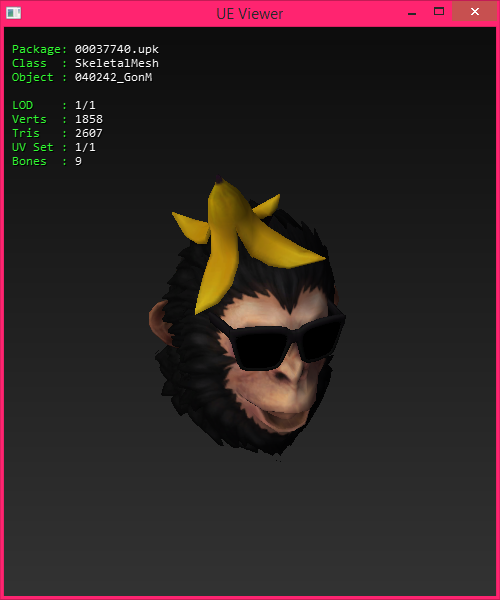 UE Viewer
Package: 00037740.upk
Class : SkeletalMesh
Object : 040242_GonM
LOD : 1/1
Verts : 1858
Tris : 2607
UV Set : 1/1
Bones : 9